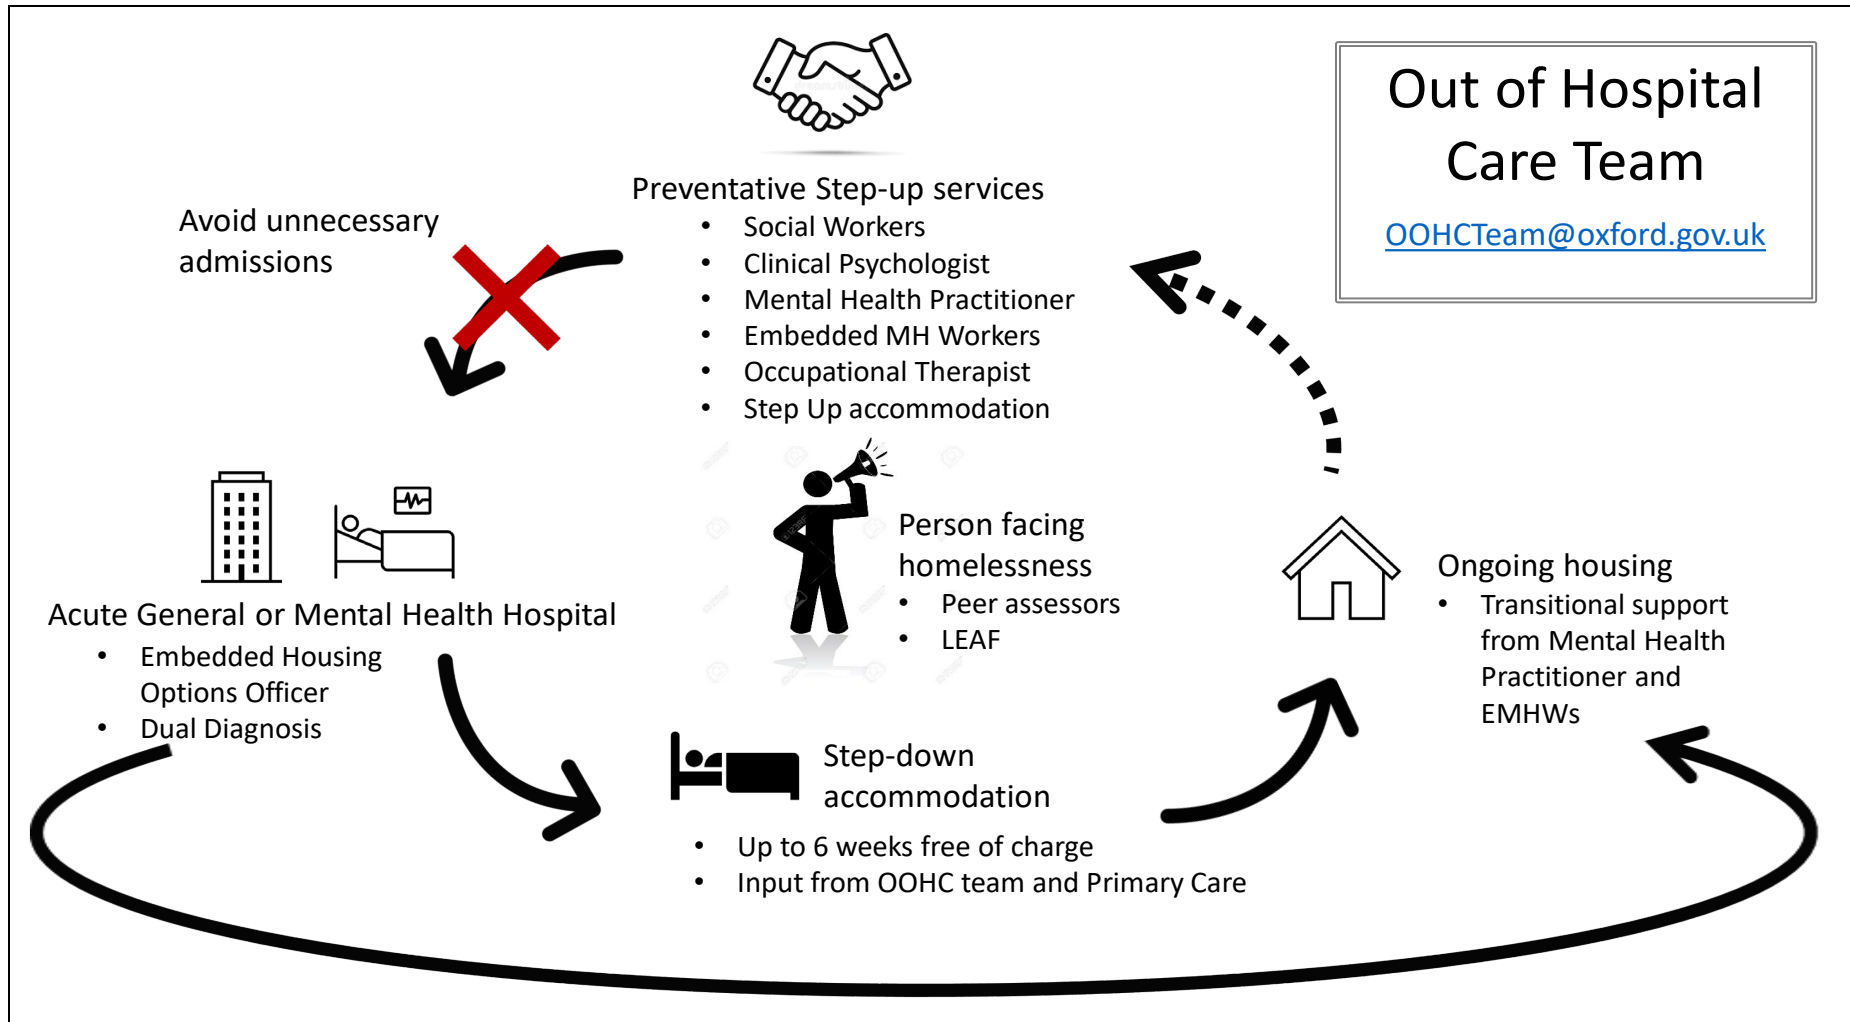 Out of Hospital
Care Team
OOHCTeam@oxford.gov.uk
Preventative Step-up services
• Social Workers
• Clinical Psychologist
• Mental Health Practitioner
• Embedded MH Workers
• Occupational Therapist
• Step Up accommodation
Avoid unnecessary
admissions
Person facing
homelessness
• Peer assessors
• LEAF
Acute General or Mental Health Hospital
• Embedded Housing
Options Officer
• Dual Diagnosis
Step-down
accommodation
• Up to 6 weeks free of charge
• Input from OOHC team and Primary Care
Ongoing housing
• Transitional support
from Mental Health
Practitioner and
EMHWs